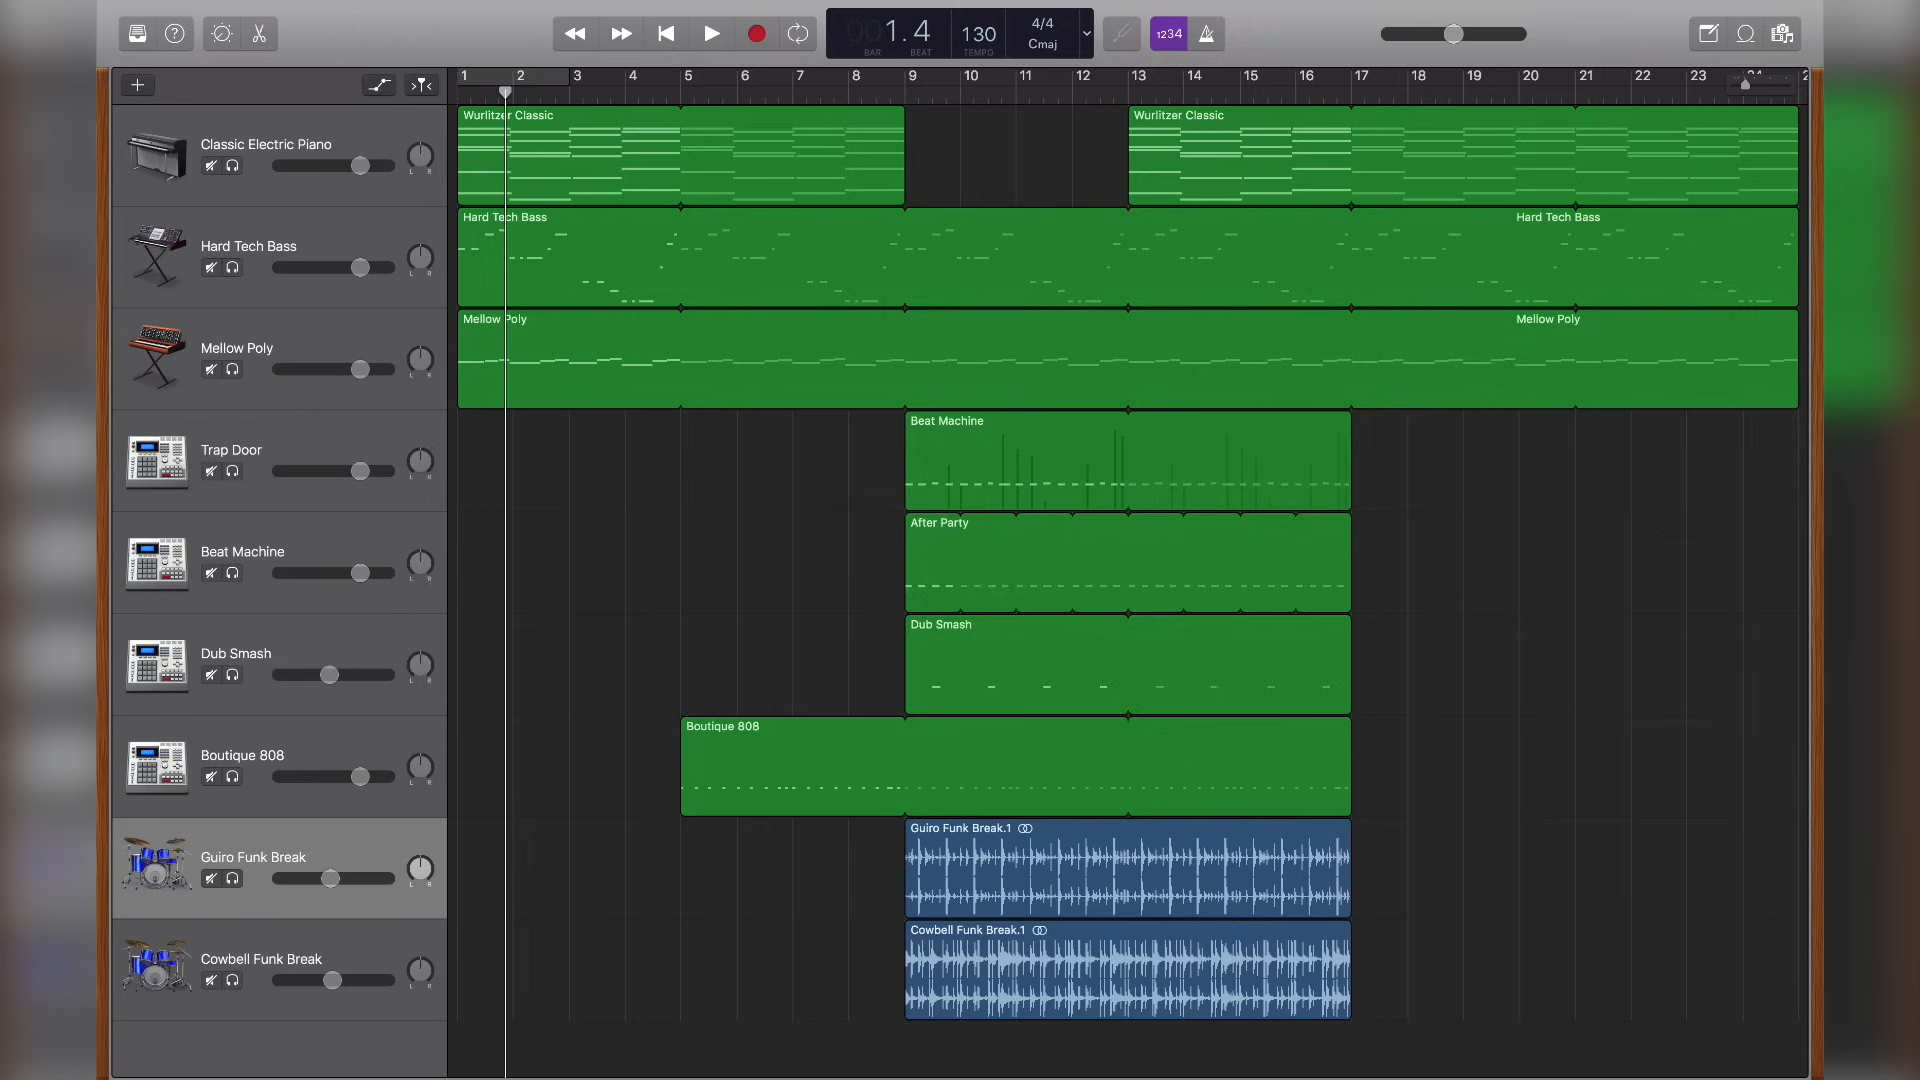 001.4
BAR BEAT
130
TEMPO
4/4
Cmaj
1234
1 2 3 4 5 6 7 8 9 10 11 12 13 14 15 16 17 18 19 20 21 22 23 24 2
Classic Electric Piano
L R
Wurlitzer Classic
Wurlitzer Classic
Hard Tech Bass
L R
Hard Tech Bass
Hard Tech Bass
Mellow Poly
L R
Mellow Poly
Mellow Poly
Trap Door
L R
Beat Machine
Beat Machine
L R
After Party
Dub Smash
L R
Dub Smash
Boutique 808
L R
Boutique 808
Guiro Funk Break
L R
Guiro Funk Break.1
Cowbell Funk Break
L R
Cowbell Funk Break.1